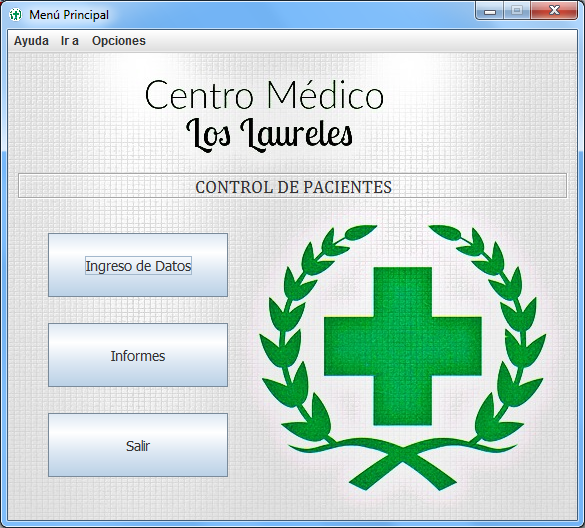 Menú Principal
Ayuda Ir a Opciones
Centro Médico
Los Laureles
CONTROL DE PACIENTES
Ingreso de Datos
Informes
Salir